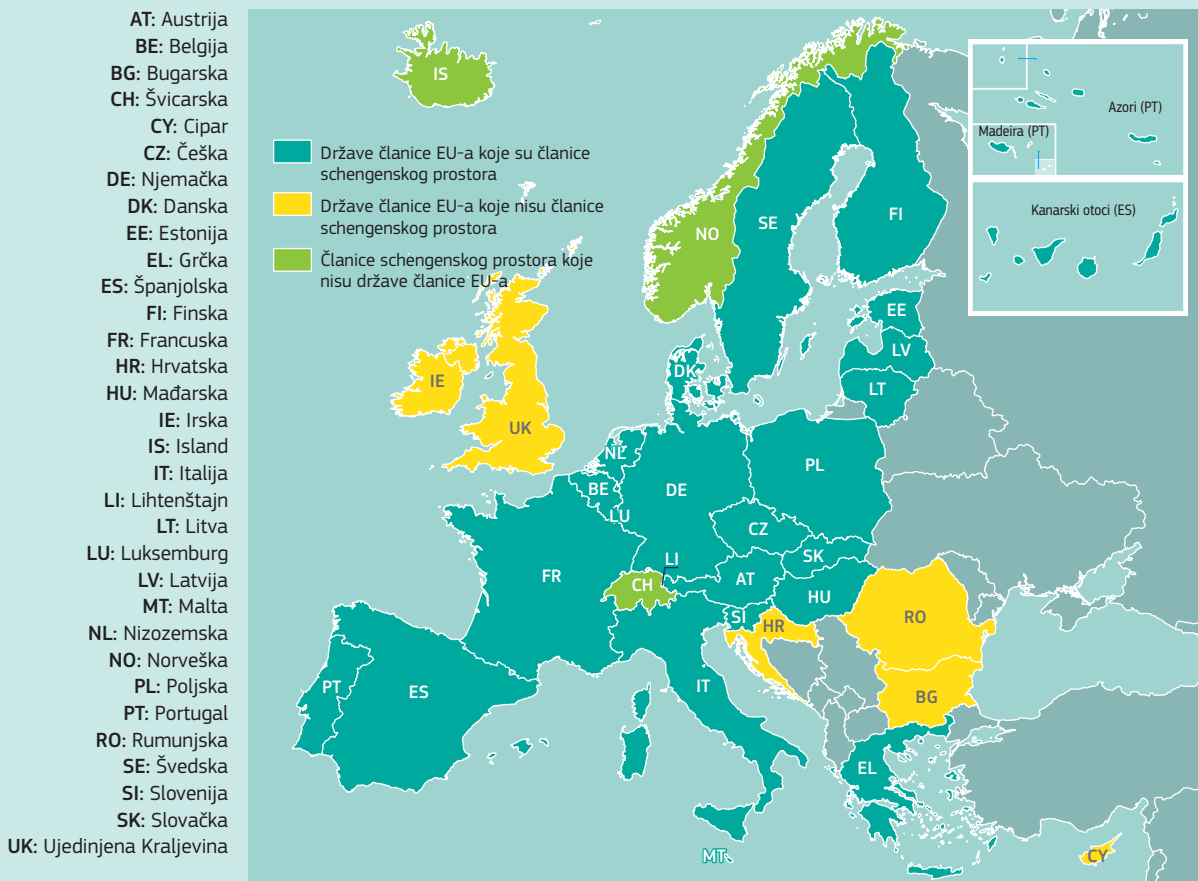 AT: Austrija
BE: Belgija
BG: Bugarska
CH: Švicarska
CY: Cipar
CZ: Češka
DE: Njemačka
DK: Danska
EE: Estonija
EL: Grčka
ES: Španjolska
FI: Finska
FR: Francuska
HR: Hrvatska
HU: Mađarska
IE: Irska
IS: Island
IT: Italija
LI: Lihtenštajn
LT: Litva
LU: Luksemburg
LV: Latvija
MT: Malta
NL: Nizozemska
NO: Norveška
PL: Poljska
PT: Portugal
RO: Rumunjska
SE: Švedska
SI: Slovenija
SK: Slovačka
UK: Ujedinjena Kraljevina
Države članice EU-a koje su članice
schengenskog prostora
Države članice EU-a koje nisu članice
schengenskog prostora
Članice schengenskog prostora koje
nisu države članice EU-a
Azori (PT)
Madeira (PT)
Kanarski otoci (ES)
IS
NO
SE
FI
EE
LV
LT
DK
IE
UK
NL
BE
LU
DE
PL
CZ
SK
LI
CH
AT
HU
FR
SI
HR
RO
BG
IT
PT
ES
EL
MT
CY